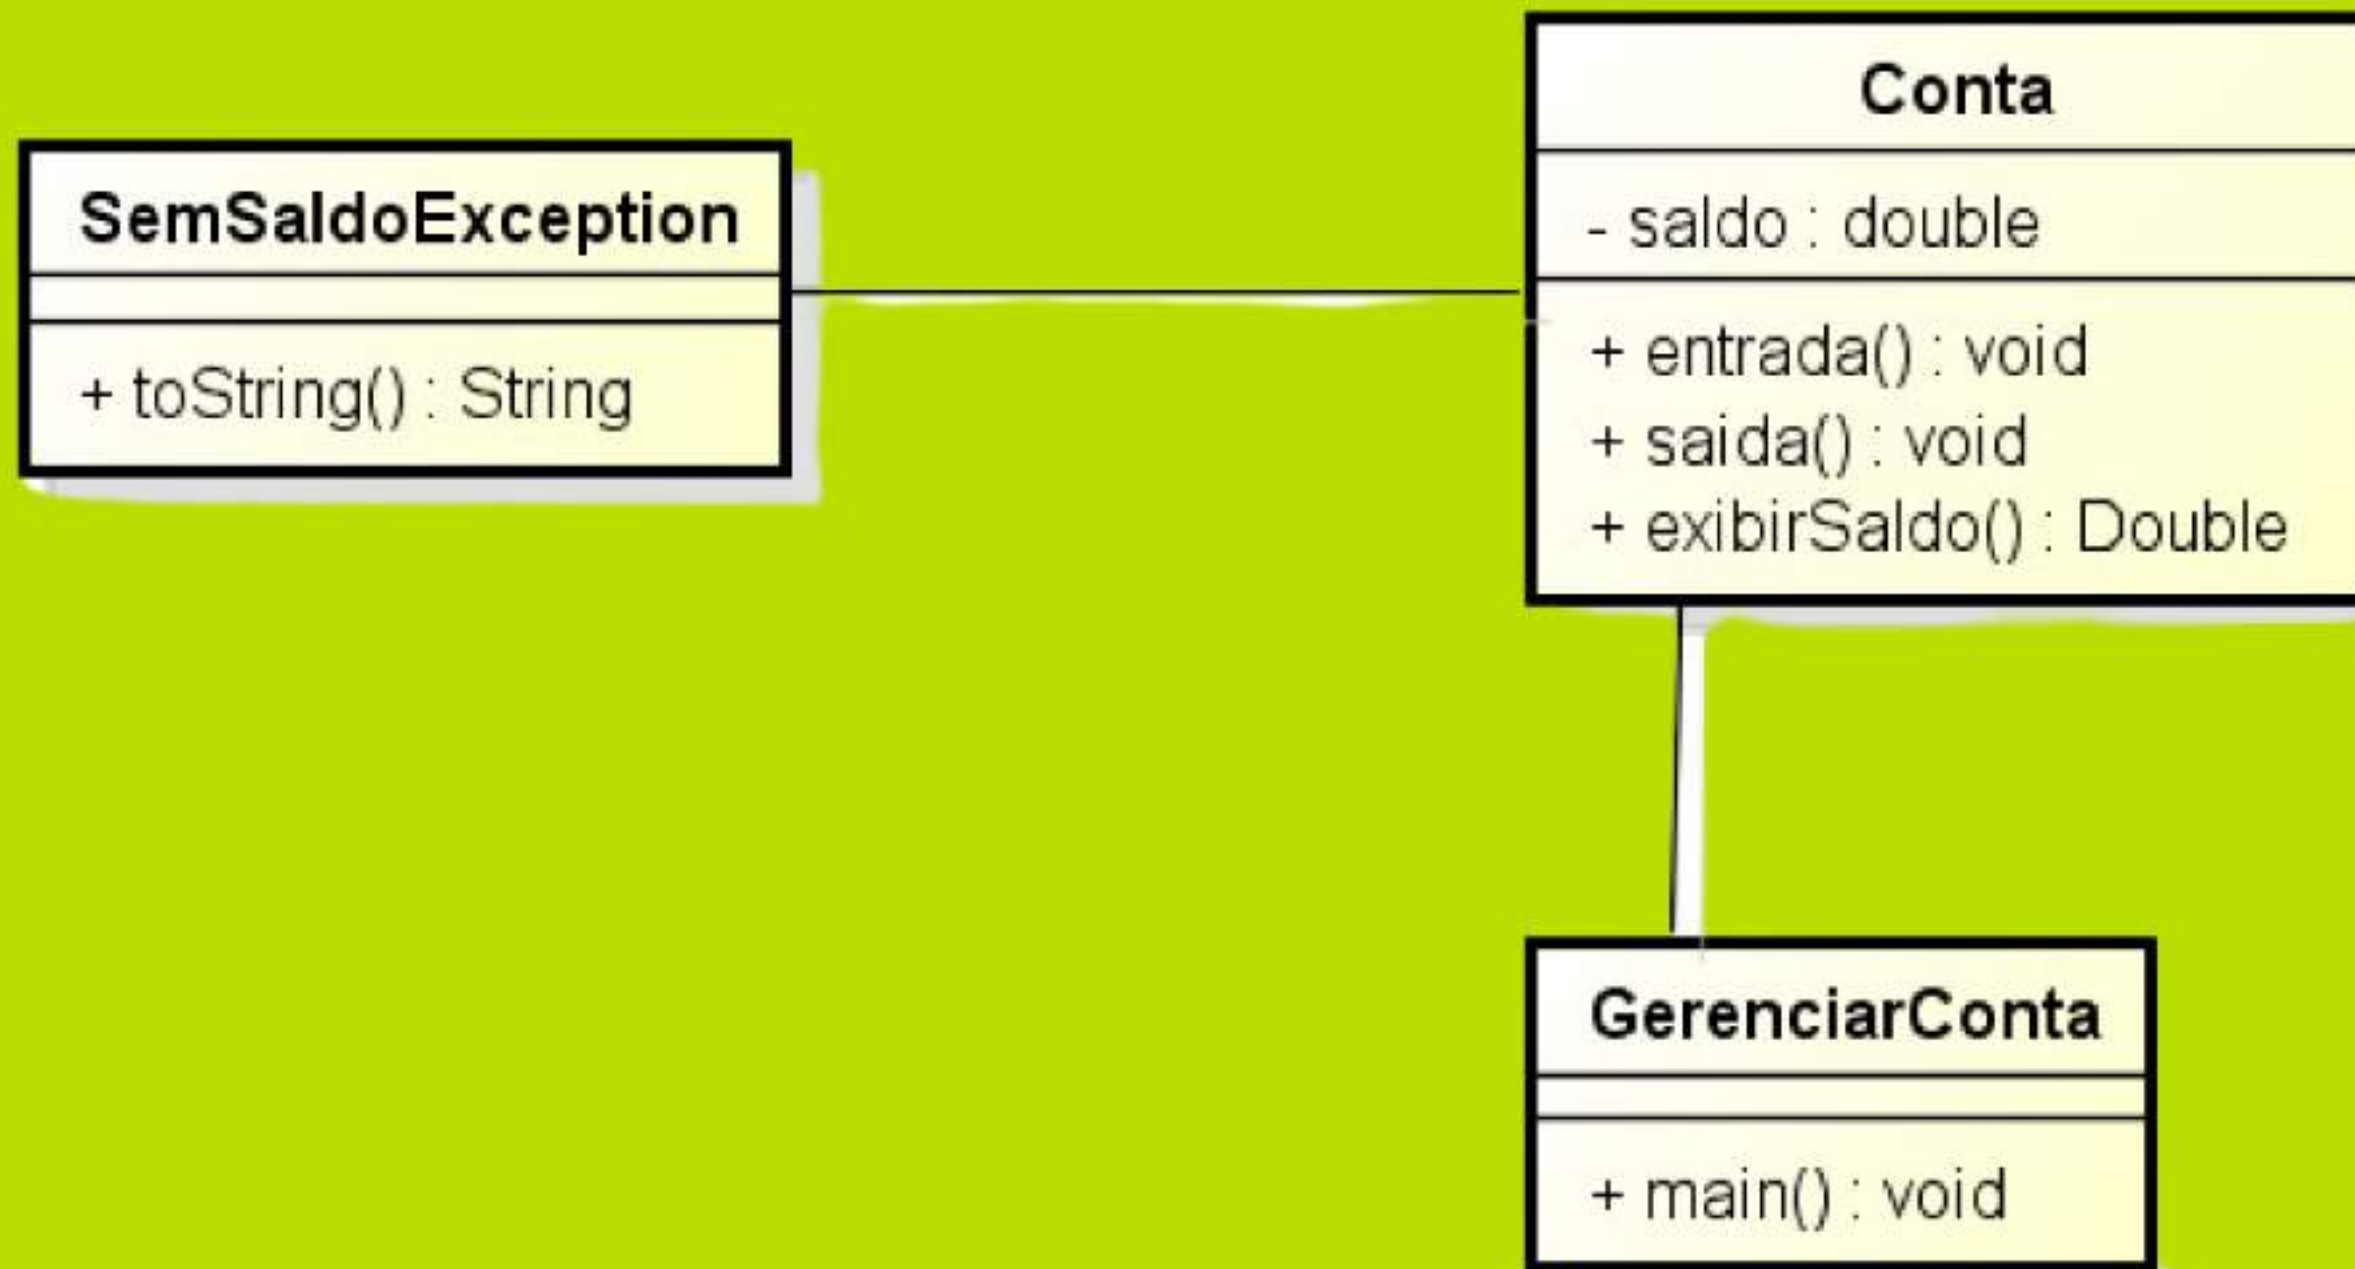 SemSaldoException
+ toString() : String
Conta
- saldo : double
+ entrada() : void
+ saida() : void
+ exibirSaldo() : Double
GerenciarConta
+ main() : void